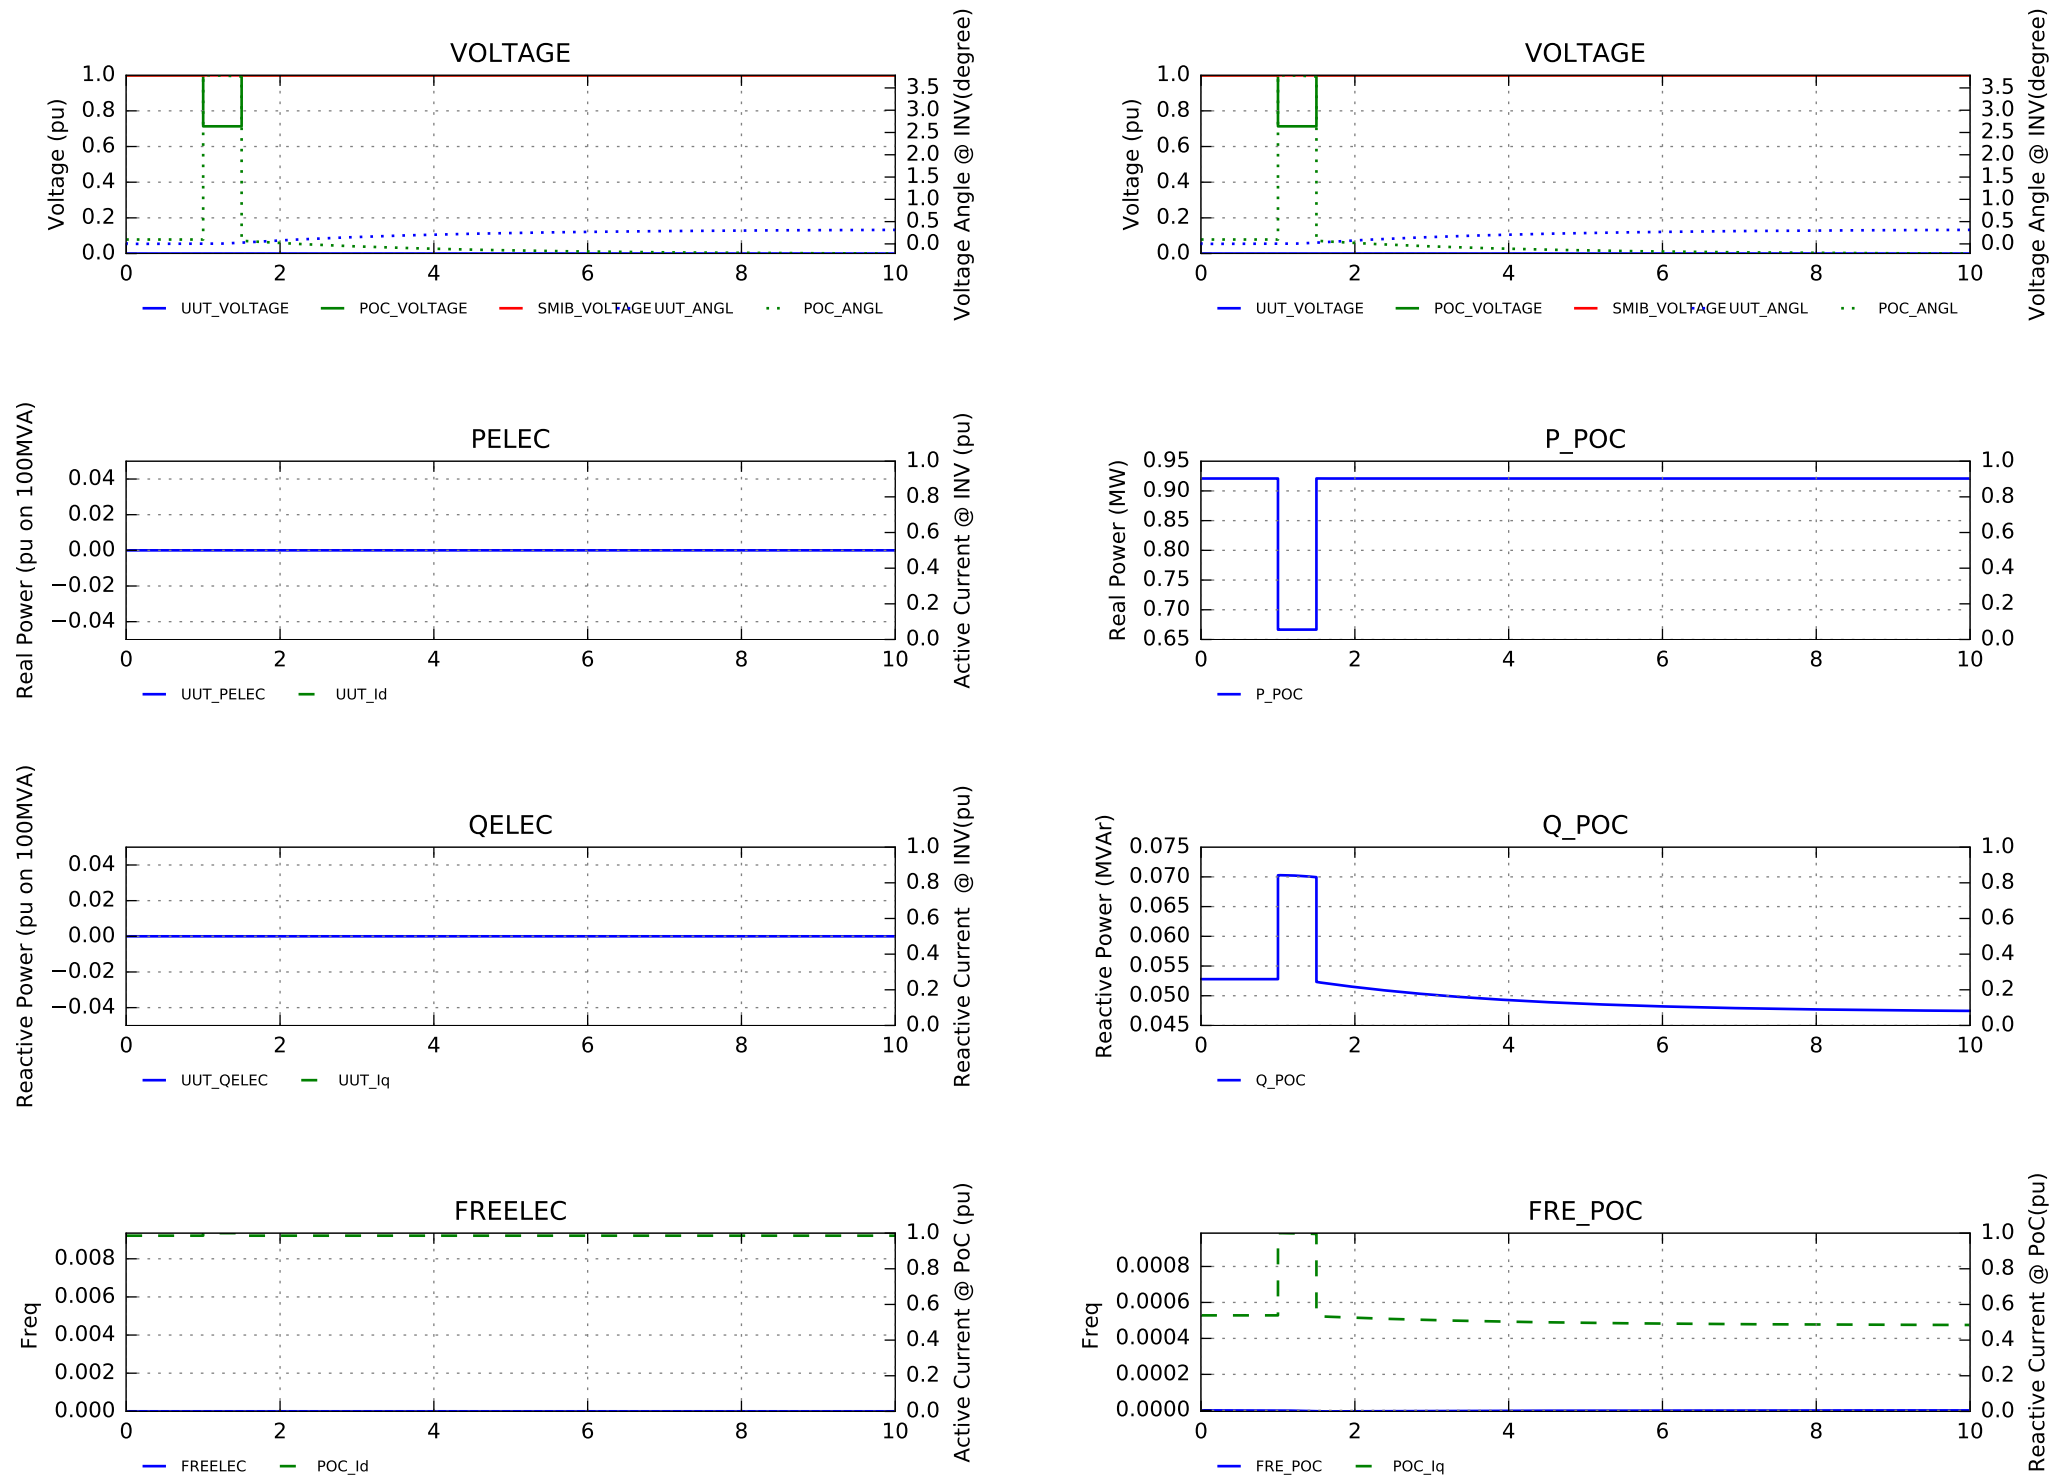 VOLTAGE
Voltage (pu)
1.0
0.8
0.6
0.4
0.2
0.0
0 2 4 6 8 10
3.5
3.0
2.5
2.0
1.5
1.0
0.5
0.0
Voltage Angle @ INV(degree)
UUT_VOLTAGE POC_VOLTAGE SMIB_VOLTAGE UUT_ANGL POC_ANGL
VOLTAGE
Voltage (pu)
1.0
0.8
0.6
0.4
0.2
0.0
0 2 4 6 8 10
3.5
3.0
2.5
2.0
1.5
1.0
0.5
0.0
Voltage Angle @ INV(degree)
UUT_VOLTAGE POC_VOLTAGE SMIB_VOLTAGE UUT_ANGL POC_ANGL
PELEC
Real Power (pu on 100MVA)
0.04
0.02
0.00
−0.02
−0.04
0 2 4 6 8 10
1.0
0.8
0.6
0.4
0.2
0.0
Active Current @ INV (pu)
UUT_PELEC UUT_Id
P_POC
Real Power (MW)
0.95
0.90
0.85
0.80
0.75
0.70
0.65
0 2 4 6 8 10
1.0
0.8
0.6
0.4
0.2
0.0
P_POC
QELEC
Reactive Power (pu on 100MVA)
0.04
0.02
0.00
−0.02
−0.04
0 2 4 6 8 10
1.0
0.8
0.6
0.4
0.2
0.0
Reactive Current @ INV(pu)
UUT_QELEC UUT_Iq
Q_POC
Reactive Power (MVAr)
0.075
0.070
0.065
0.060
0.055
0.050
0.045
0 2 4 6 8 10
1.0
0.8
0.6
0.4
0.2
0.0
Q_POC
FREELEC
Freq
0.008
0.006
0.004
0.002
0.000
0 2 4 6 8 10
1.0
0.8
0.6
0.4
0.2
0.0
Active Current @ PoC (pu)
FREELEC POC_Id
FRE_POC
Freq
0.0008
0.0006
0.0004
0.0002
0.0000
0 2 4 6 8 10
1.0
0.8
0.6
0.4
0.2
0.0
Reactive Current @ PoC(pu)
FRE_POC POC_Iq